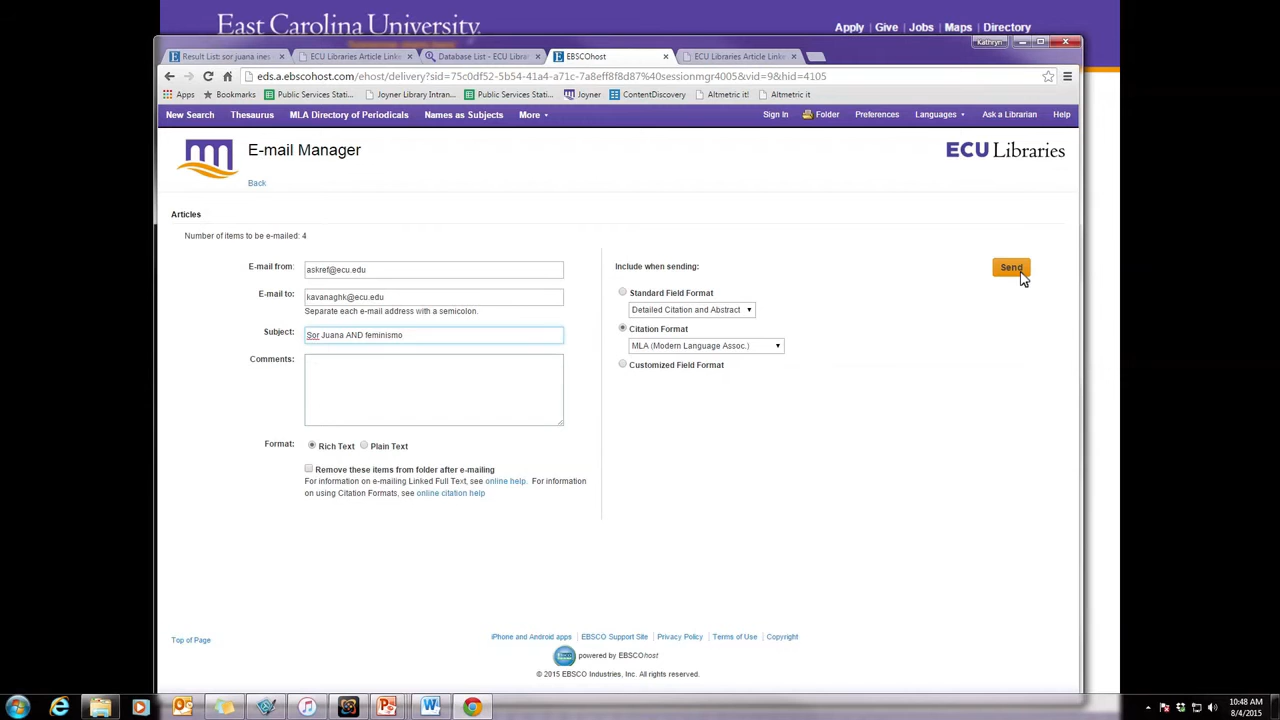 East Carolina University.
Apply Give Jobs Maps Directory
Kathryn
Result List: sor juana ines ECU Libraries Article Linke Database List - ECU Librar EBSCOhost ECU Libraries Article Linke
eds.a.ebscohost.com/ehost/delivery?sid=75c0df52-5b54-41a4-a71c-7a8eff8f8d87%40sessionmgr4005&vid=9&hid=4105
Apps Bookmarks Public Services Stati... Joyner Library Intran... Public Services Stati... Joyner ContentDiscovery Altmetric it! Altmetric it
New Search Thesaurus MLA Directory of Periodicals Names as Subjects More Sign In Folder Preferences Languages Ask a Librarian Help
E-mail Manager
ECU Libraries
Back
Articles
Number of items to be e-mailed: 4
E-mail from: askref@ecu.edu
E-mail to: kavanaghk@ecu.edu
Separate each e-mail address with a semicolon.
Subject: Sor Juana AND feminismo
Comments:
Format: Rich Text Plain Text
Remove these items from folder after e-mailing
For information on e-mailing Linked Full Text, see online help. For information
on using Citation Formats, see online citation help
Include when sending:
Send
Standard Field Format
Detailed Citation and Abstract
Citation Format
MLA (Modern Language Assoc.)
Customized Field Format
Top of Page
iPhone and Android apps EBSCO Support Site Privacy Policy Terms of Use Copyright
powered by EBSCOhost
© 2015 EBSCO Industries, Inc. All rights reserved.
10:48 AM
8/4/2015